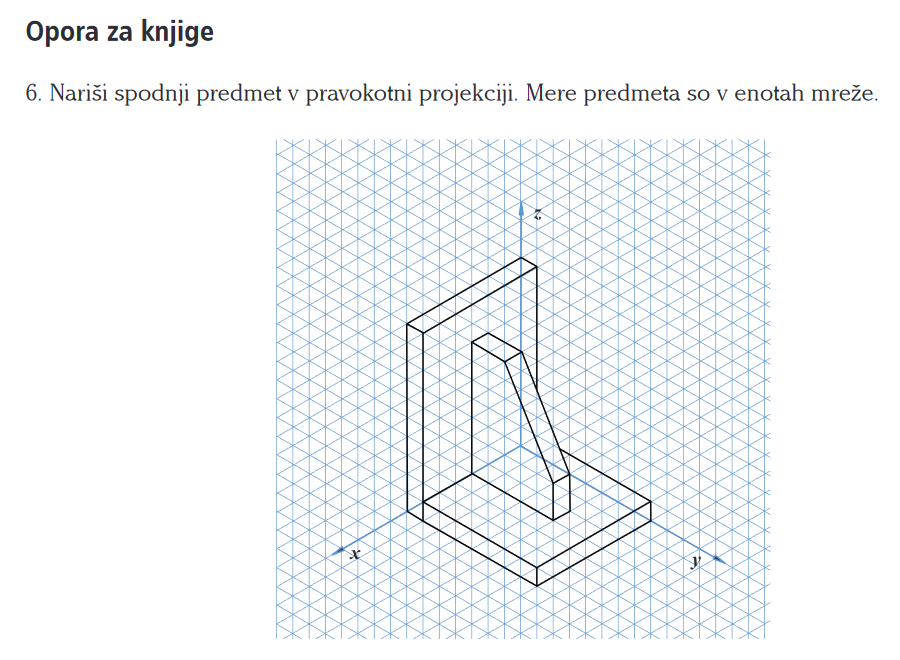 Opora za knjige
6. Nariši spodnji predmet v pravokotni projekciji. Mere predmeta so v enotah mreže.
z
x
y